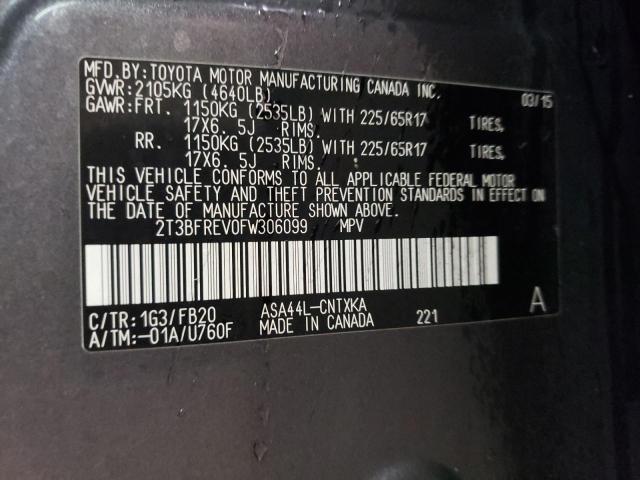 MFD.BY:TOYOTA MOTOR MANUFACTURING CANADA INC.
GVWR:2105KG (4640LB) 03/15
GAWR:FRT. 1150KG (2535LB) WITH 225/65R17 TIRES,
17X6. 5J RIMS.
RR. 1150KG (2535LB) WITH 225/65R17 TIRES,
17X6. 5J RIMS.
THIS VEHICLE CONFORMS TO ALL APPLICABLE FEDERAL MOTOR
VEHICLE SAFETY AND THEFT PREVENTION STANDARDS IN EFFECT ON
THE DATE OF MANUFACTURE SHOWN ABOVE.
2T3BFREV0FW306099 MPV
C/TR:1G3/FB20 ASA44L-CNTXKA A
A/TM:-01A/U760F MADE IN CANADA 221